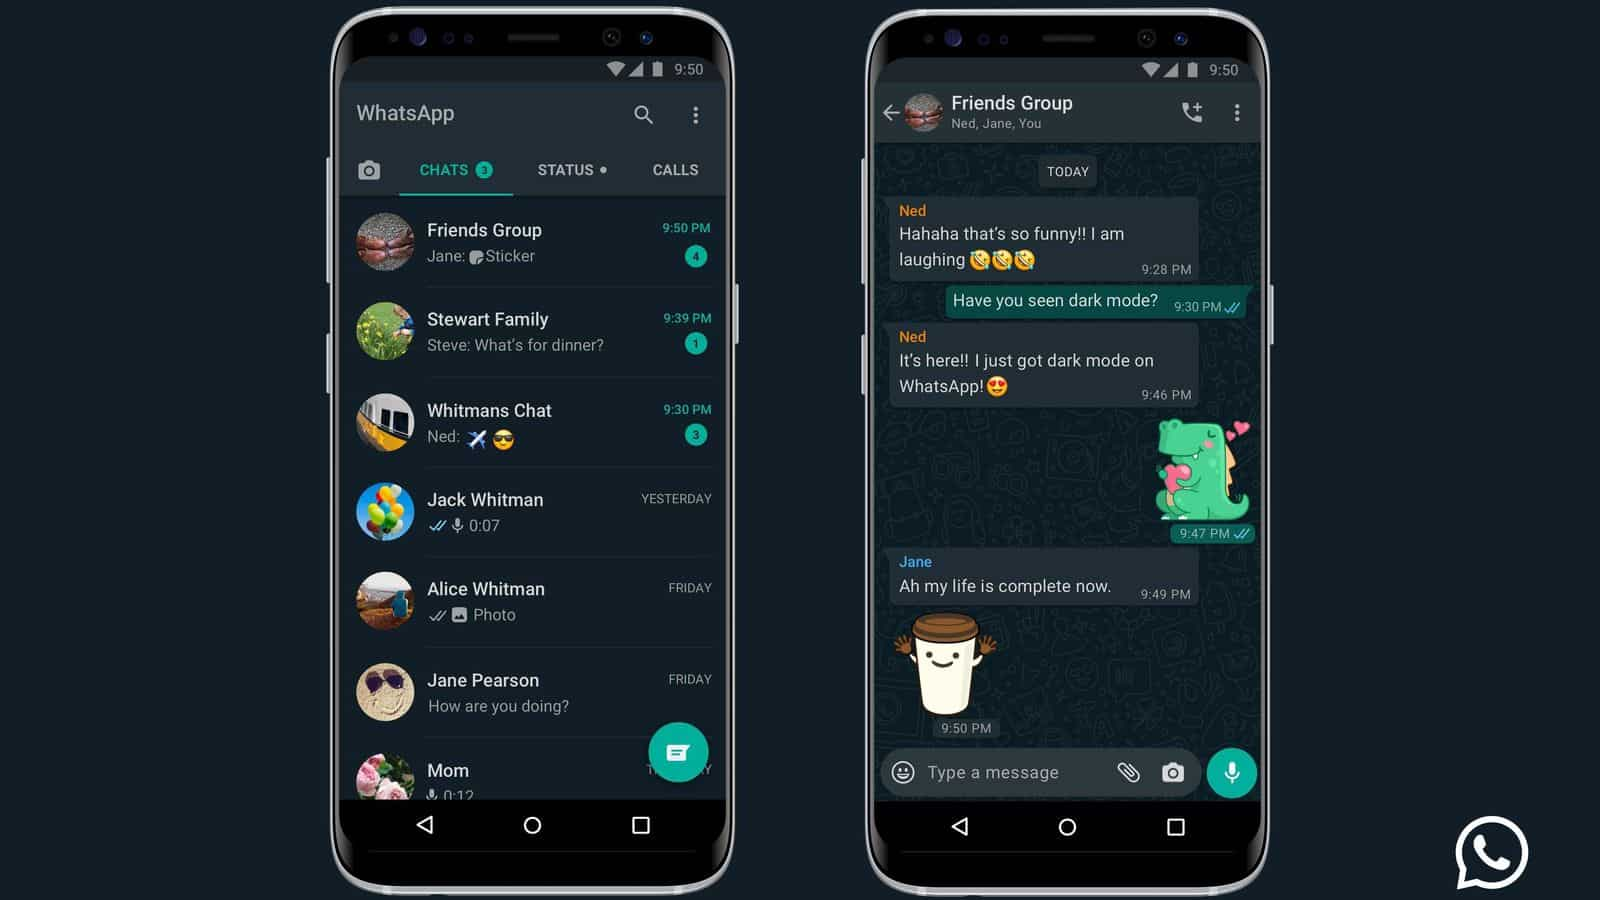 9:50
WhatsApp
CHATS 3 STATUS CALLS
Friends Group 9:50 PM
Jane: Sticker 4
Stewart Family 9:39 PM
Steve: What's for dinner? 1
Whitmans Chat 9:30 PM
Ned: 3
Jack Whitman YESTERDAY
0:07
Alice Whitman FRIDAY
Photo
Jane Pearson FRIDAY
How are you doing?
Mom
0:12
9:50
Friends Group
Ned, Jane, You
TODAY
Ned
Hahaha that's so funny!! I am
laughing 🤣🤣🤣
9:28 PM
Have you seen dark mode? 9:30 PM
Ned
It's here!! I just got dark mode on
WhatsApp!😍
9:46 PM
9:47 PM
Jane
Ah my life is complete now.
9:49 PM
9:50 PM
Type a message